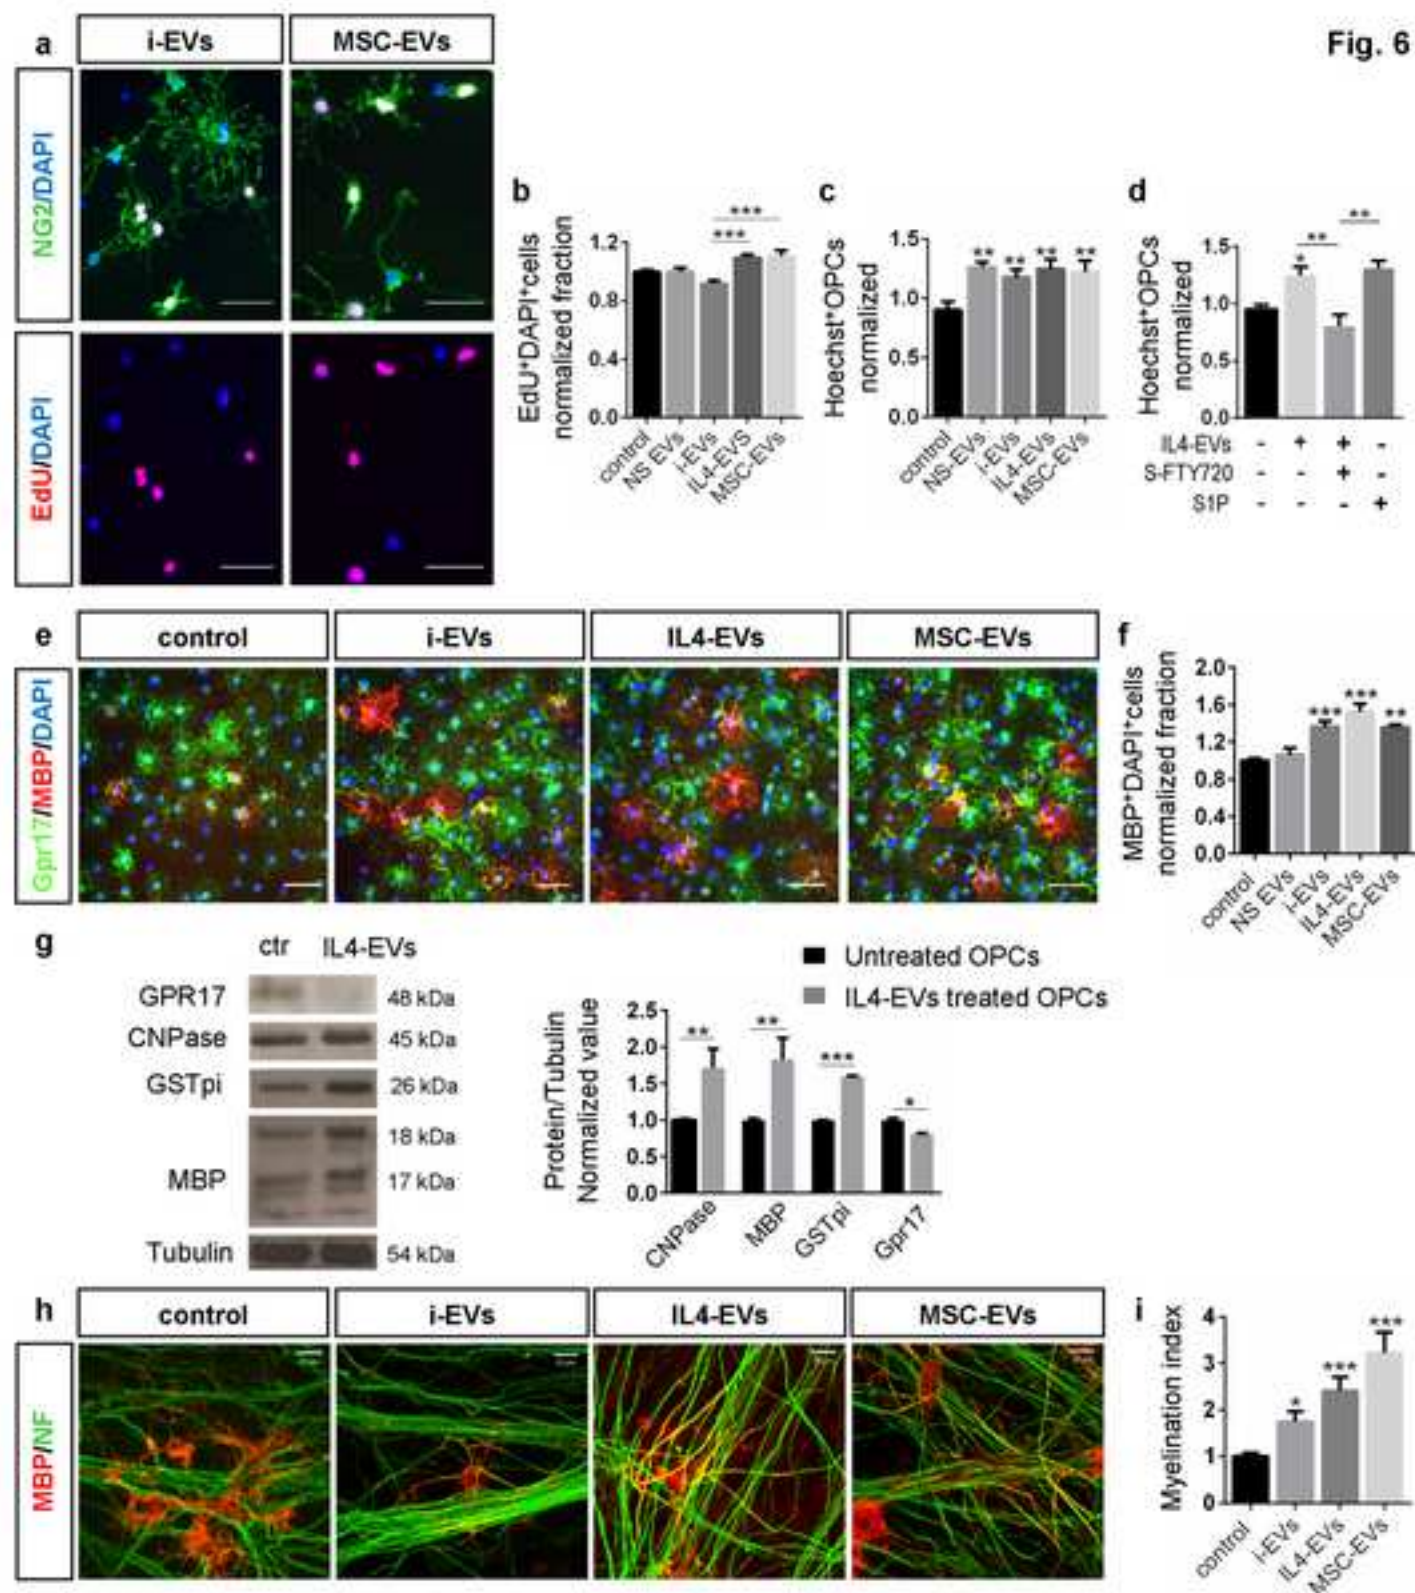 Fig. 6
a
i-EVs
MSC-EVs
NG2/DAPI
EdU/DAPI
b
EdU⁺DAPI⁺cells
normalized fraction
1.2
0.8
0.4
0.0
***
***
control
NS EVs
i-EVs
IL4-EVS
MSC-EVs
c
Hoechst⁺OPCs
normalized
1.5
1.0
0.5
0.0
** ** ** **
control
NS-EVs
i-EVs
IL4-EVs
MSC-EVs
d
Hoechst⁺OPCs
normalized
1.5
1.0
0.5
0.0
**
**
*
IL4-EVs - + + -
S-FTY720 - - + -
S1P - - - +
e
control
i-EVs
IL4-EVs
MSC-EVs
Gpr17/MBP/DAPI
f
MBP⁺DAPI⁺cells
normalized fraction
2.0
1.6
1.2
0.8
0.4
0.0
*** *** **
control
NS EVs
i-EVs
IL4-EVs
MSC-EVs
g
ctr IL4-EVs
GPR17 48 kDa
CNPase 45 kDa
GSTpi 26 kDa
18 kDa
MBP 17 kDa
Tubulin 54 kDa
Untreated OPCs
IL4-EVs treated OPCs
Protein/Tubulin
Normalized value
2.5
2.0
1.5
1.0
0.5
0.0
** ** *** *
CNPase
MBP
GSTpi
Gpr17
h
control
i-EVs
IL4-EVs
MSC-EVs
MBP/NF
i
Myelination index
4
3
2
1
0
* *** ***
control
i-EVs
IL4-EVs
MSC-EVs